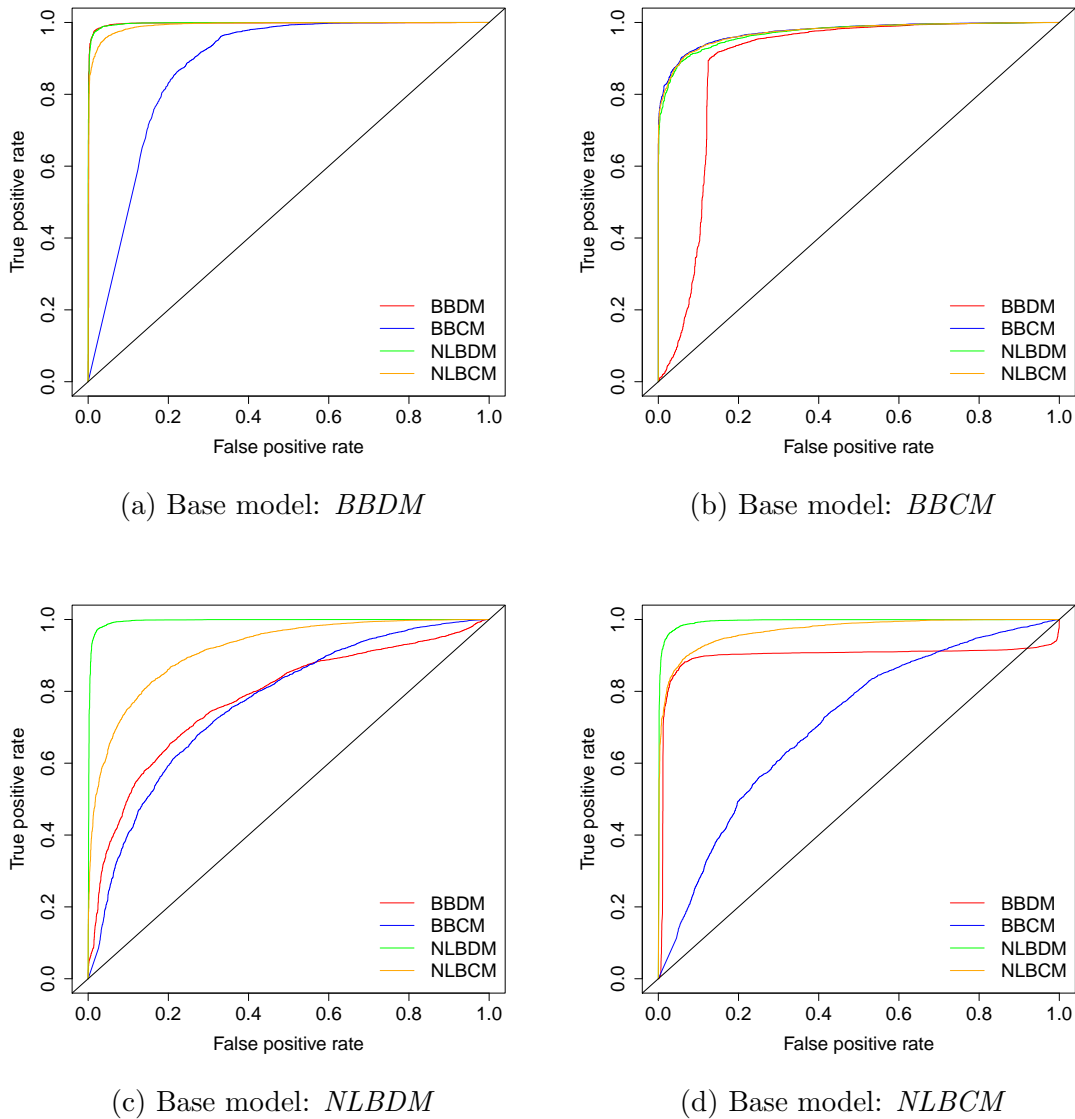 True positive rate
0.0 0.2 0.4 0.6 0.8 1.0
BBDM
BBCM
NLBDM
NLBCM
0.0 0.2 0.4 0.6 0.8 1.0
False positive rate
(a) Base model: BBDM
True positive rate
0.0 0.2 0.4 0.6 0.8 1.0
BBDM
BBCM
NLBDM
NLBCM
0.0 0.2 0.4 0.6 0.8 1.0
False positive rate
(b) Base model: BBCM
True positive rate
0.0 0.2 0.4 0.6 0.8 1.0
BBDM
BBCM
NLBDM
NLBCM
0.0 0.2 0.4 0.6 0.8 1.0
False positive rate
(c) Base model: NLBDM
True positive rate
0.0 0.2 0.4 0.6 0.8 1.0
BBDM
BBCM
NLBDM
NLBCM
0.0 0.2 0.4 0.6 0.8 1.0
False positive rate
(d) Base model: NLBCM